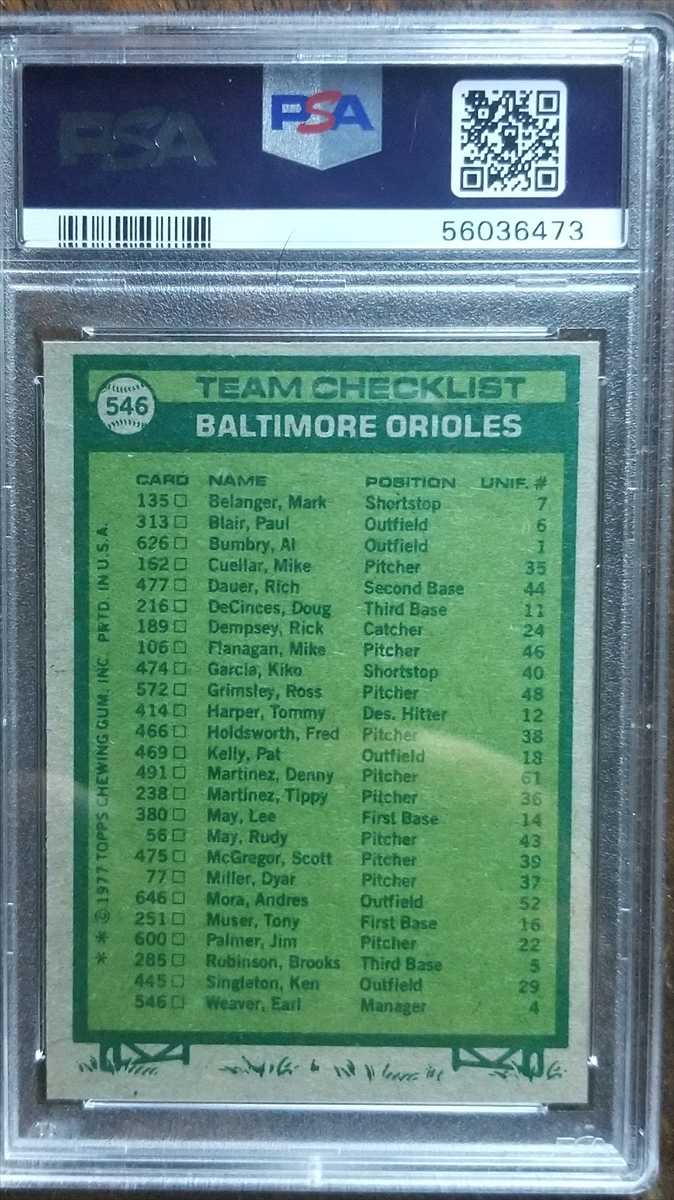 PSA PSA
56036473
546 TEAM CHECKLIST
BALTIMORE ORIOLES
CARD NAME POSITION UNIF. #
135 □ Belanger, Mark Shortstop 7
313 □ Blair, Paul Outfield 6
626 □ Bumbry, Al Outfield 1
162 □ Cuellar, Mike Pitcher 35
477 □ Dauer, Rich Second Base 44
216 □ DeCinces, Doug Third Base 11
189 □ Dempsey, Rick Catcher 24
106 □ Flanagan, Mike Pitcher 46
474 □ Garcia, Kiko Shortstop 40
572 □ Grimsley, Ross Pitcher 48
414 □ Harper, Tommy Des. Hitter 12
466 □ Holdsworth, Fred Pitcher 38
469 □ Kelly, Pat Outfield 18
491 □ Martinez, Denny Pitcher 61
238 □ Martinez, Tippy Pitcher 36
380 □ May, Lee First Base 14
56 □ May, Rudy Pitcher 43
475 □ McGregor, Scott Pitcher 39
77 □ Miller, Dyar Pitcher 37
646 □ Mora, Andres Outfield 52
251 □ Muser, Tony First Base 16
600 □ Palmer, Jim Pitcher 22
285 □ Robinson, Brooks Third Base 5
445 □ Singleton, Ken Outfield 29
546 □ Weaver, Earl Manager 4
* * © 1977 TOPPS CHEWING GUM, INC. PRTD. IN U.S.A.
PSA